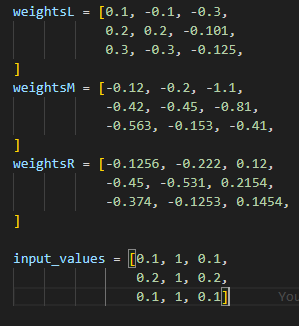 weightsL = [0.1, -0.1, -0.3,
0.2, 0.2, -0.101,
0.3, -0.3, -0.125,
]
weightsM = [-0.12, -0.2, -1.1,
-0.42, -0.45, -0.81,
-0.563, -0.153, -0.41,
]
weightsR = [-0.1256, -0.222, 0.12,
-0.45, -0.531, 0.2154,
-0.374, -0.1253, 0.1454,
]
input_values = [0.1, 1, 0.1,
0.2, 1, 0.2,
0.1, 1, 0.1] You